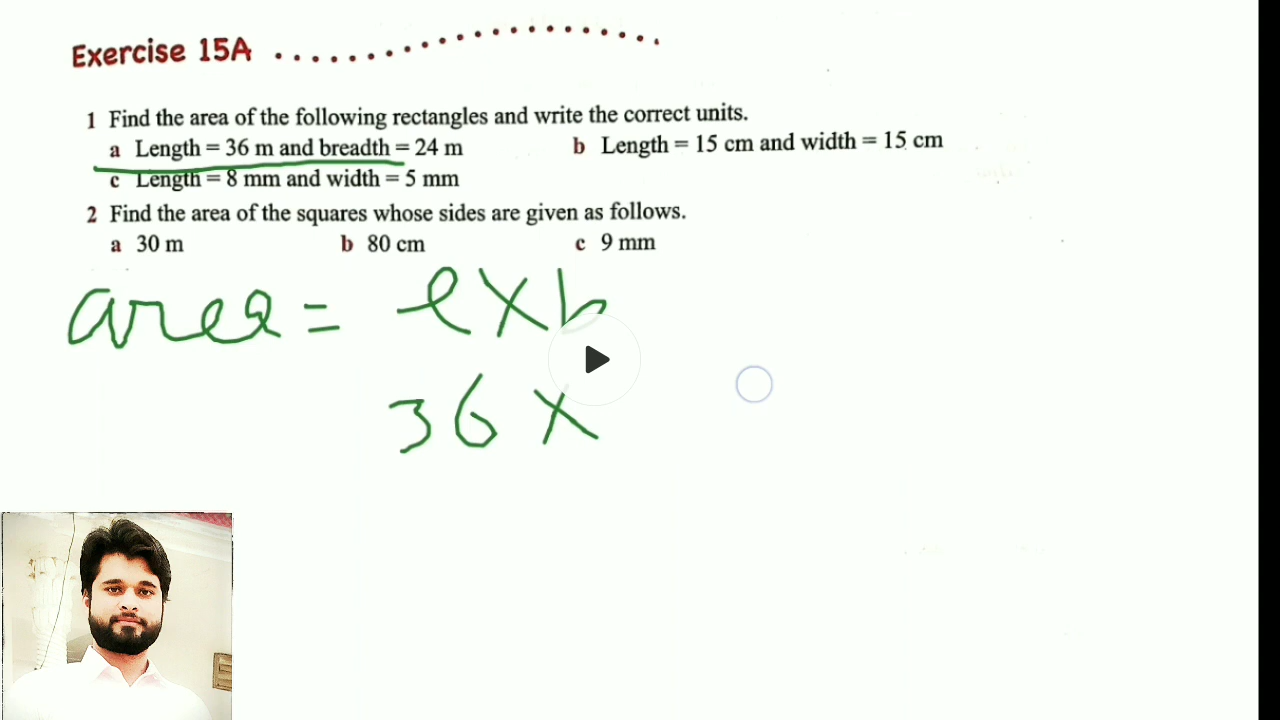 Exercise 15A
1 Find the area of the following rectangles and write the correct units.
a Length = 36 m and breadth = 24 m b Length = 15 cm and width = 15 cm
c Length = 8 mm and width = 5 mm
2 Find the area of the squares whose sides are given as follows.
a 30 m b 80 cm c 9 mm
area = l x b
36 x